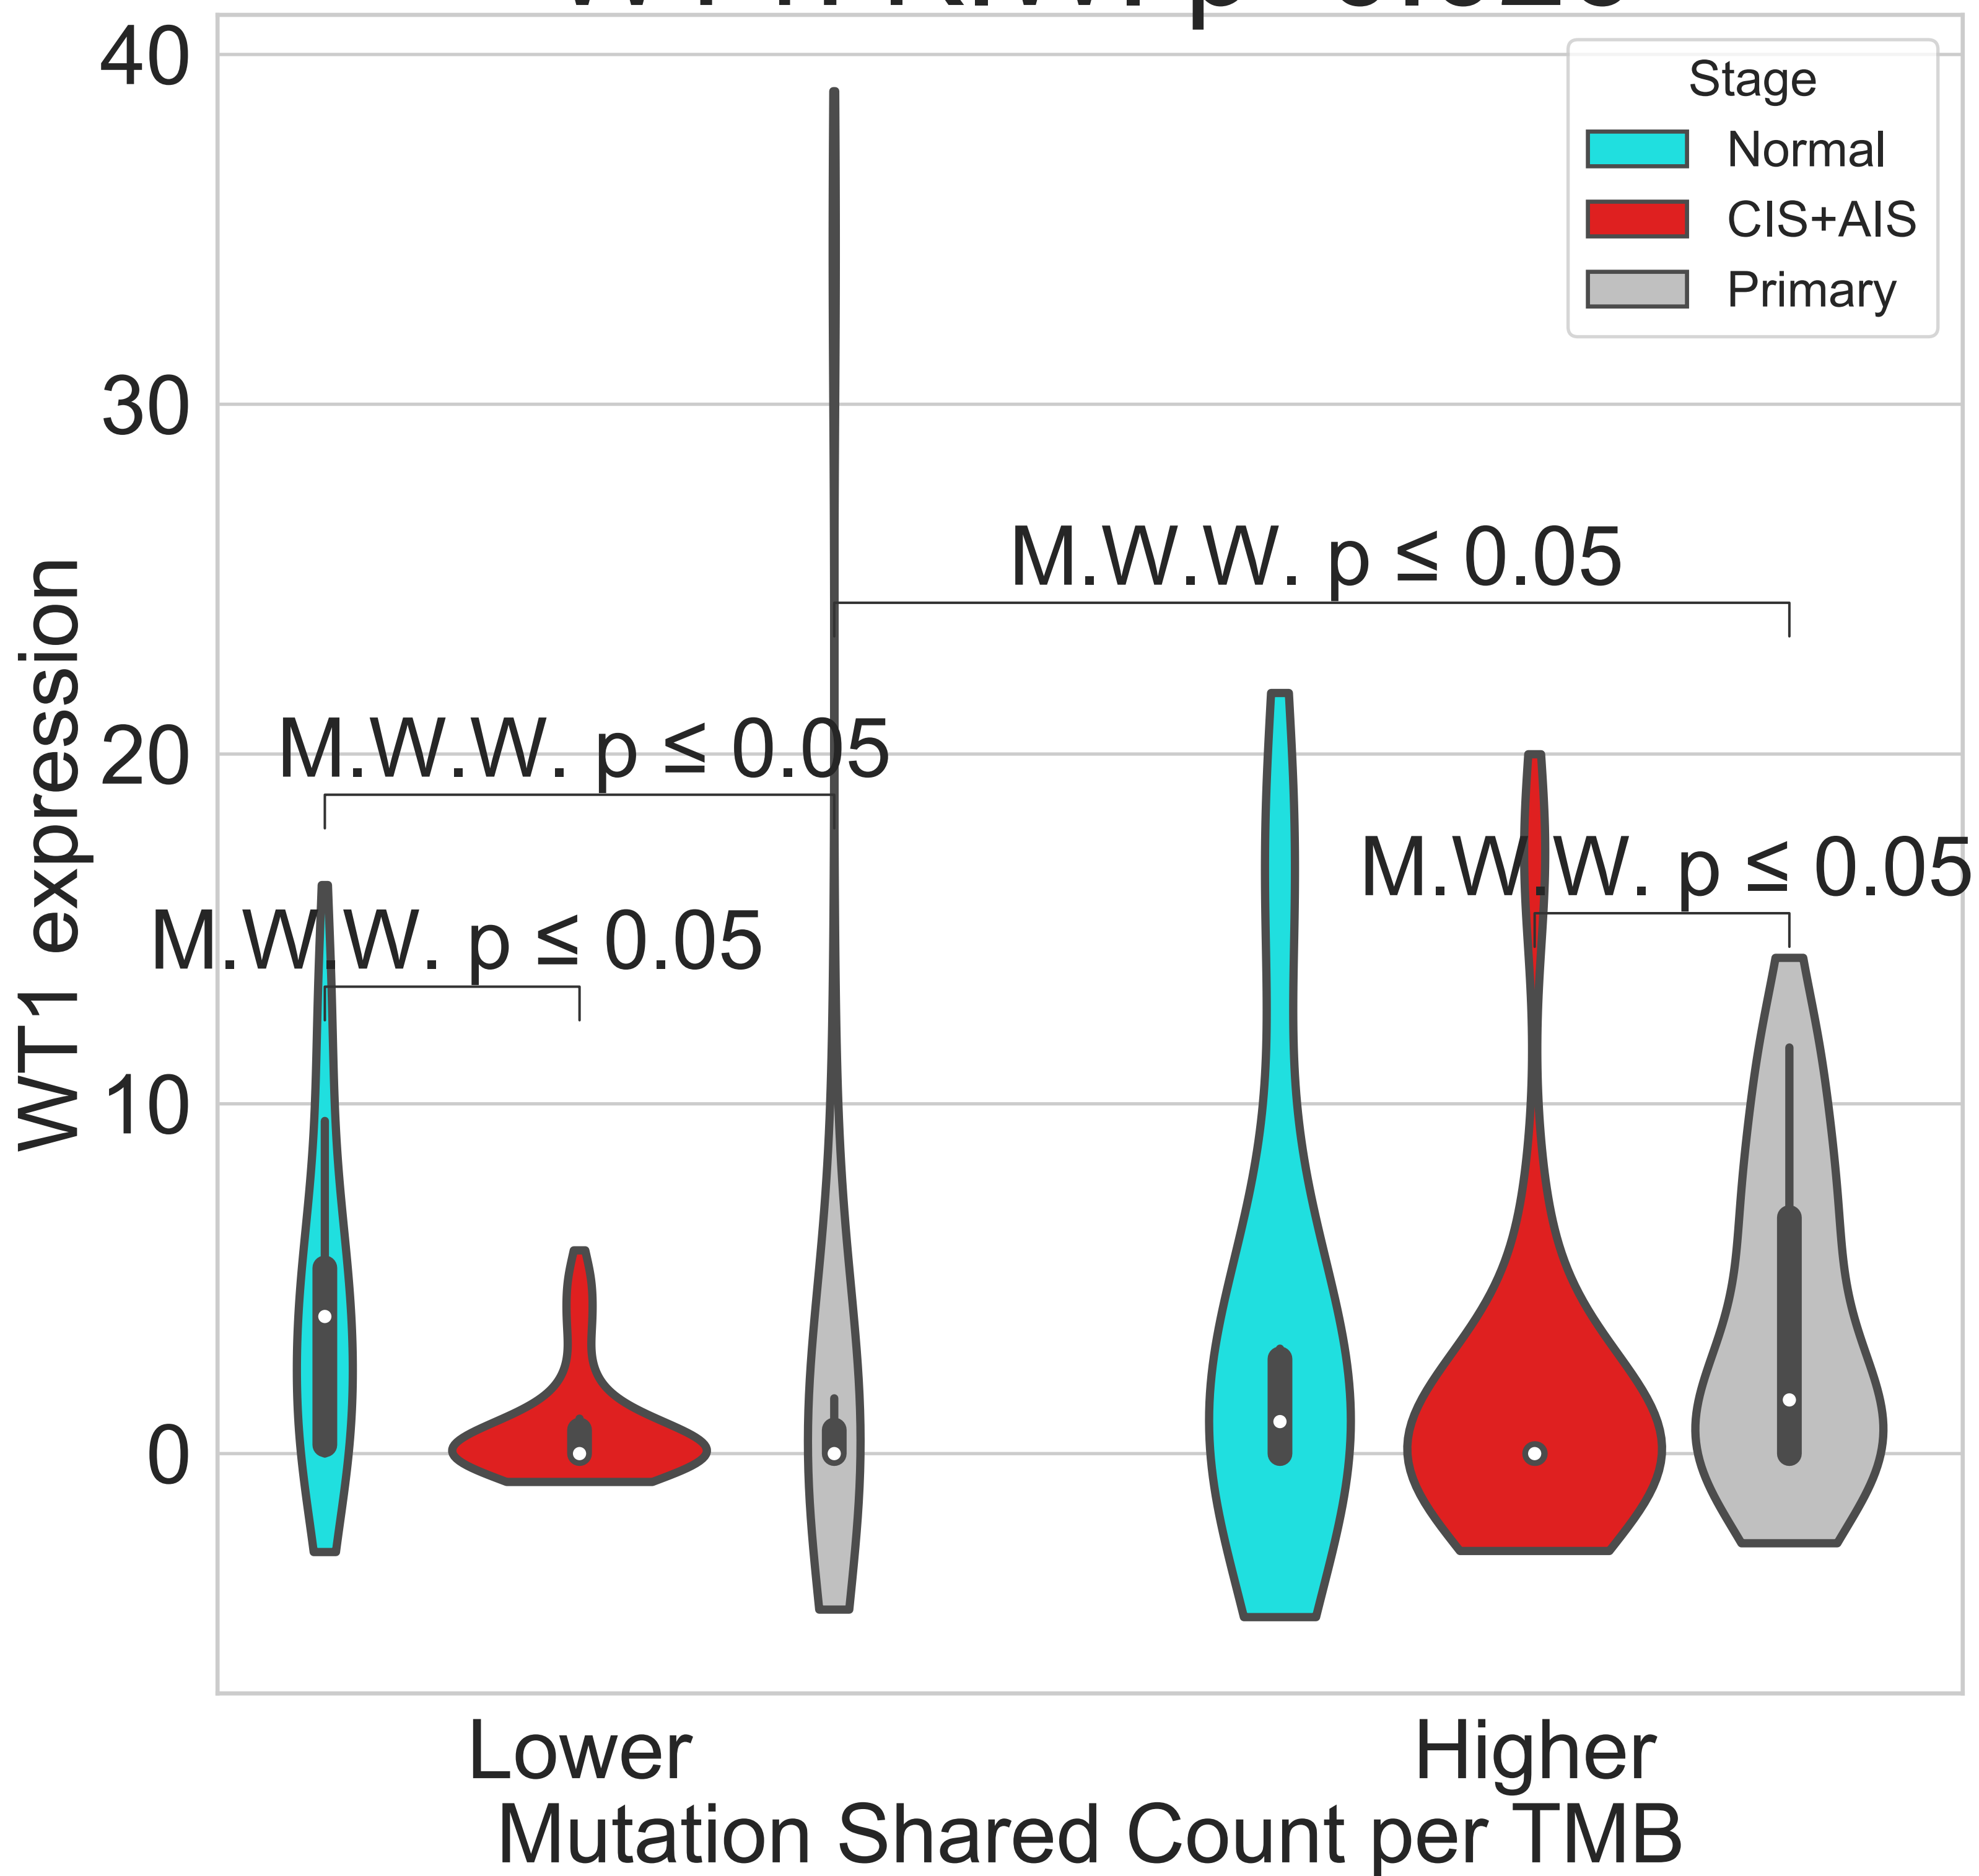 40
Stage
Normal
CIS+AIS
Primary
30
M.W.W. p ≤ 0.05
M.W.W. p ≤ 0.05
20
M.W.W. p ≤ 0.05
M.W.W. p ≤ 0.05
10
0
WT1 expression
Lower
Higher
Mutation Shared Count per TMB